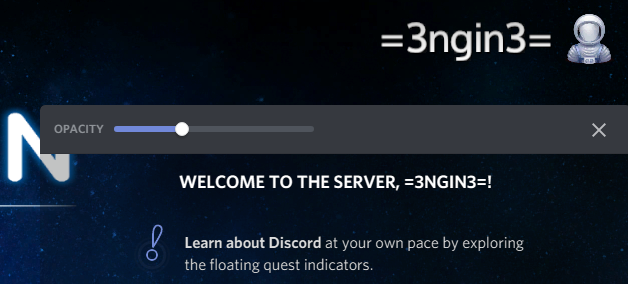 =3ngin3=
N
OPACITY
WELCOME TO THE SERVER, =3NGIN3=!
Learn about Discord at your own pace by exploring
the floating quest indicators.